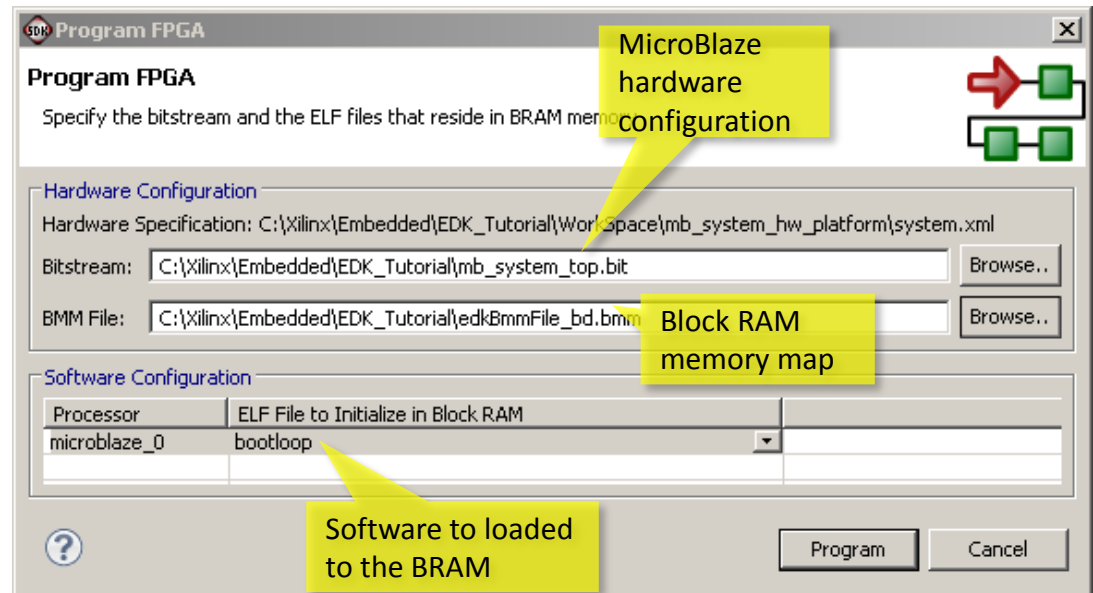 SDK Program FPGA
MicroBlaze
hardware
configuration
Program FPGA
Specify the bitstream and the ELF files that reside in BRAM
Hardware Configuration
Hardware Specification: C:\Xilinx\Embedded\EDK_Tutorial\WorkSpace\mb_system_hw_platform\system.xml
Bitstream: C:\Xilinx\Embedded\EDK_Tutorial\mb_system_top.bit Browse..
BMM File: C:\Xilinx\Embedded\EDK_Tutorial\edkBmmFile_bd.bmm Browse..
Block RAM
memory map
Software Configuration
Processor ELF File to Initialize in Block RAM
microblaze_0 bootloop
Software to loaded
to the BRAM
? Program Cancel